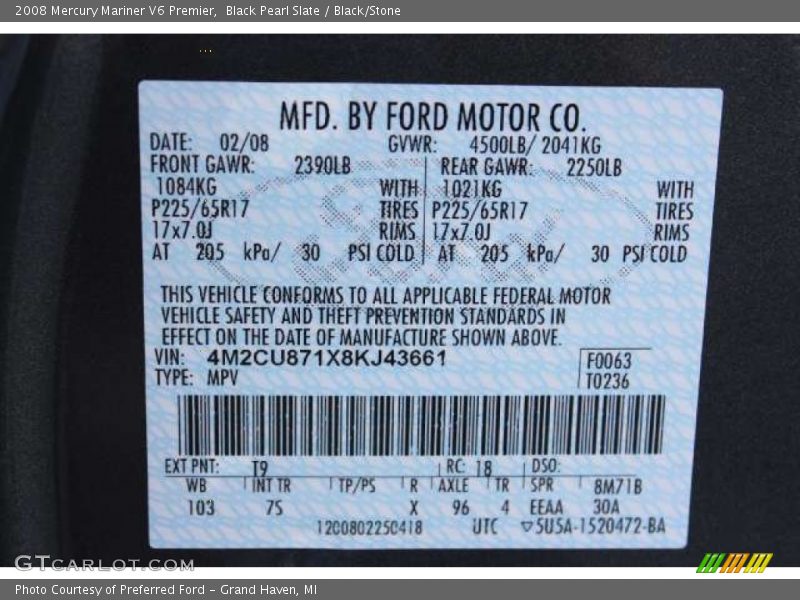 2008 Mercury Mariner V6 Premier,  Black Pearl Slate / Black/Stone
MFD. BY FORD MOTOR CO.
DATE: 02/08 GVWR: 4500LB/ 2041KG
FRONT GAWR: 2390LB REAR GAWR: 2250LB
1084KG WITH 1021KG WITH
P225/65R17 TIRES P225/65R17 TIRES
17x7.0J RIMS 17x7.0J RIMS
AT 205 kPa/ 30 PSI COLD AT 205 kPa/ 30 PSI COLD
THIS VEHICLE CONFORMS TO ALL APPLICABLE FEDERAL MOTOR
VEHICLE SAFETY AND THEFT PREVENTION STANDARDS IN
EFFECT ON THE DATE OF MANUFACTURE SHOWN ABOVE.
VIN: 4M2CU871X8KJ43661 F0063
TYPE: MPV T0236
EXT PNT: T9 RC: 18 DSO:
WB INT TR TP/PS R AXLE TR SPR 8M71B
103 7S X 96 4 EEAA 30A
1200802250418 UTC ▽5U5A-1520472-BA
GTCARLOT.COM
Photo Courtesy of Preferred Ford - Grand Haven, MI